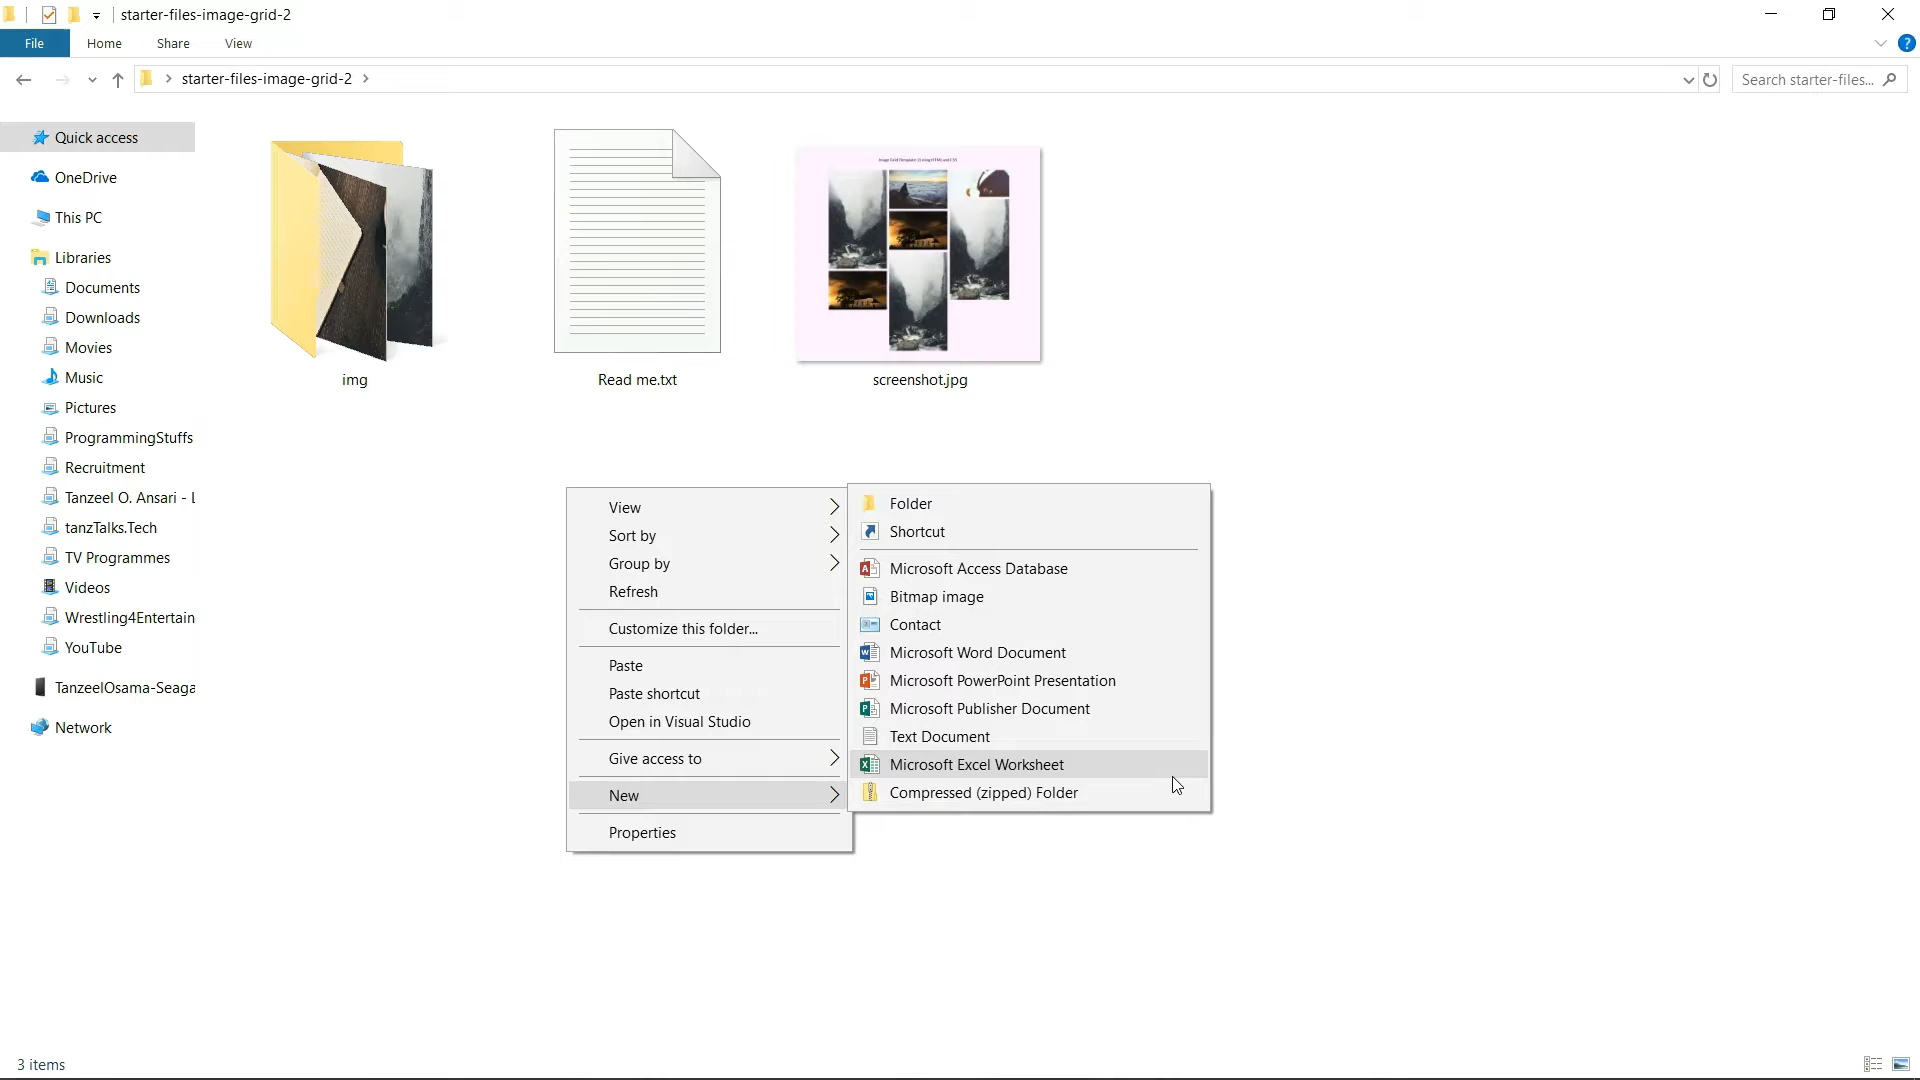 starter-files-image-grid-2
File
Home
Share
View
starter-files-image-grid-2
Search starter-files...
Quick access
OneDrive
This PC
Libraries
Documents
Downloads
Movies
Music
Pictures
ProgrammingStuffs
Recruitment
Tanzeel O. Ansari - L
tanzTalks.Tech
TV Programmes
Videos
Wrestling4Entertain
YouTube
TanzeelOsama-Seaga
Network
img
Read me.txt
screenshot.jpg
View
Sort by
Group by
Refresh
Customize this folder...
Paste
Paste shortcut
Open in Visual Studio
Give access to
New
Properties
Folder
Shortcut
Microsoft Access Database
Bitmap image
Contact
Microsoft Word Document
Microsoft PowerPoint Presentation
Microsoft Publisher Document
Text Document
Microsoft Excel Worksheet
Compressed (zipped) Folder
3 items